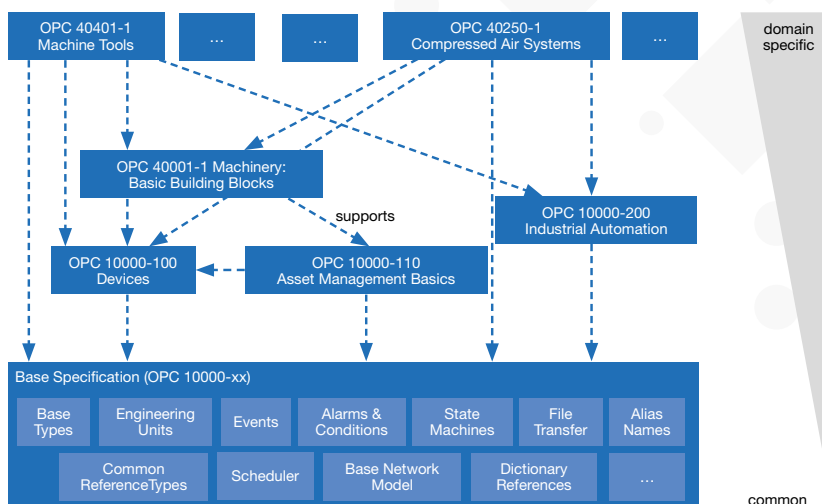 OPC 40401-1
Machine Tools
...
...
OPC 40250-1
Compressed Air Systems
...
domain
specific
OPC 40001-1 Machinery:
Basic Building Blocks
supports
OPC 10000-200
Industrial Automation
OPC 10000-100
Devices
OPC 10000-110
Asset Management Basics
Base Specification (OPC 10000-xx)
Base
Types
Engineering
Units
Events
Alarms &
Conditions
State
Machines
File
Transfer
Alias
Names
Common
ReferenceTypes
Scheduler
Base Network
Model
Dictionary
References
...
common